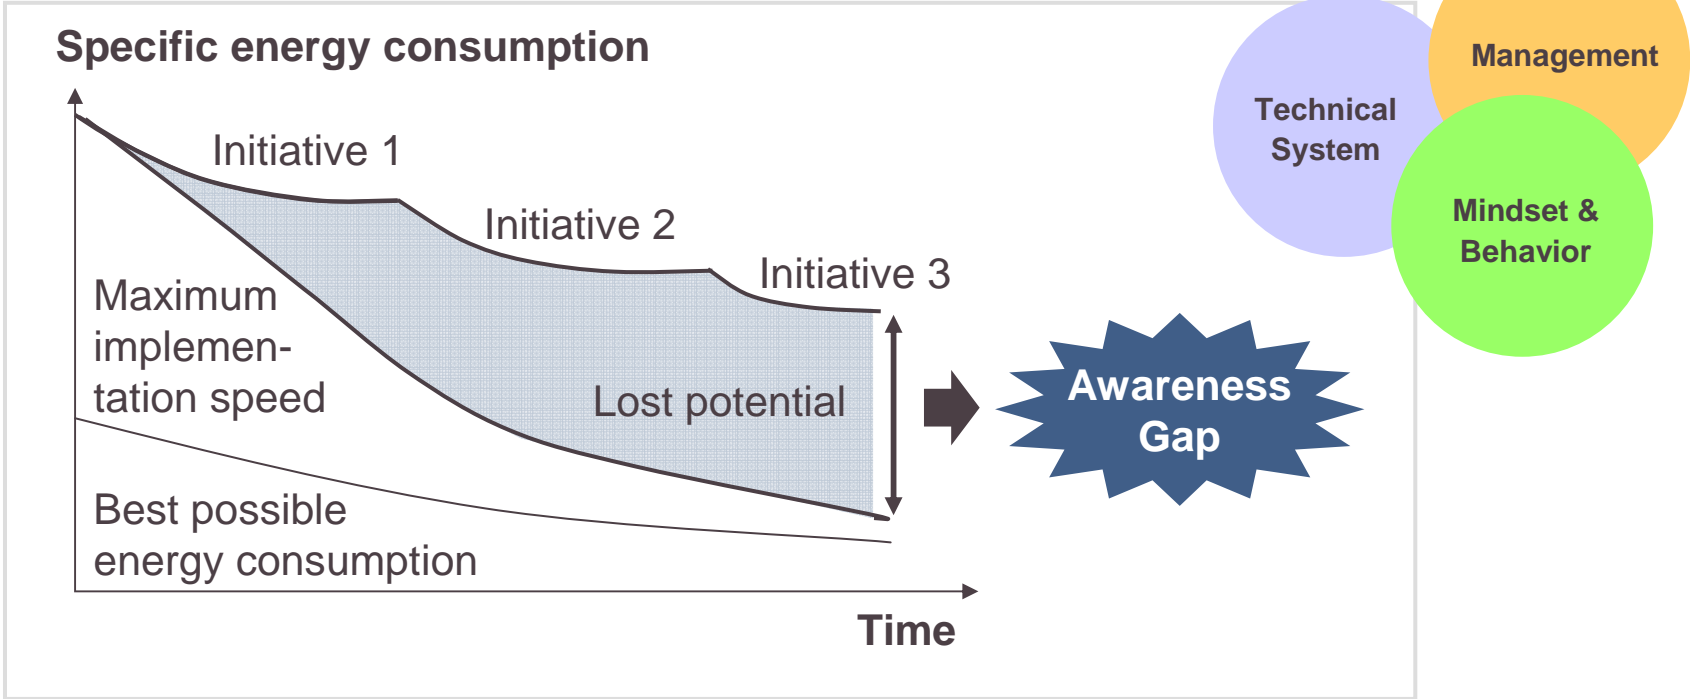 Specific energy consumption
Management
Technical
System
Initiative 1
Mindset &
Behavior
Initiative 2
Initiative 3
Maximum
implemen-
tation speed
Lost potential
Awareness
Gap
Best possible
energy consumption
Time